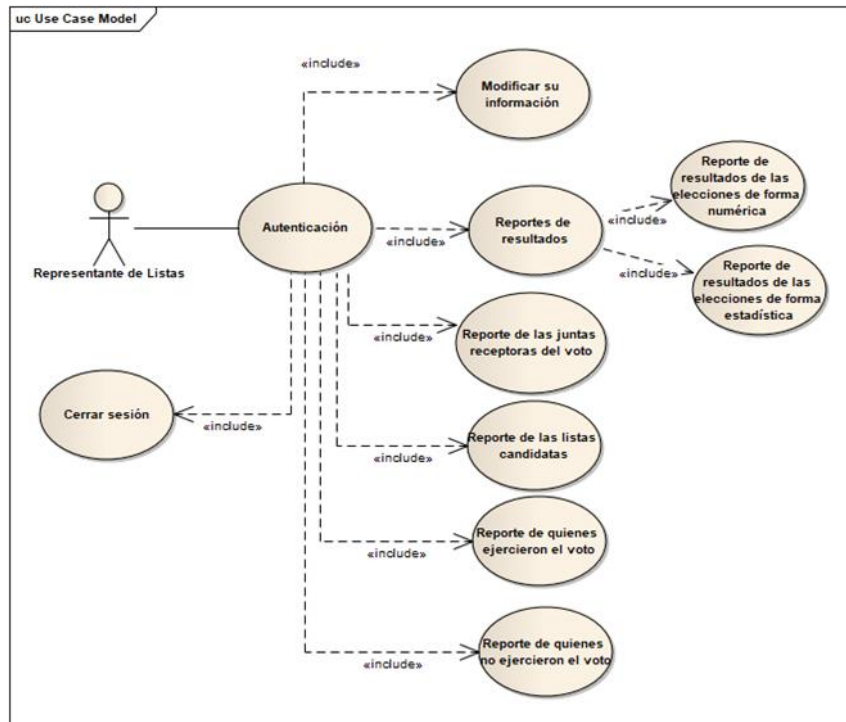 uc Use Case Model
«include»
Modificar su
información
Representante de Listas
Autenticación
«include»
Reportes de
resultados
«include»
Reporte de
resultados de las
elecciones de forma
numérica
«include»
Reporte de
resultados de las
elecciones de forma
estadística
«include»
Reporte de las juntas
receptoras del voto
Cerrar sesión
«include»
«include»
Reporte de las listas
candidatas
«include»
Reporte de quienes
ejercieron el voto
«include»
Reporte de quienes
no ejercieron el voto